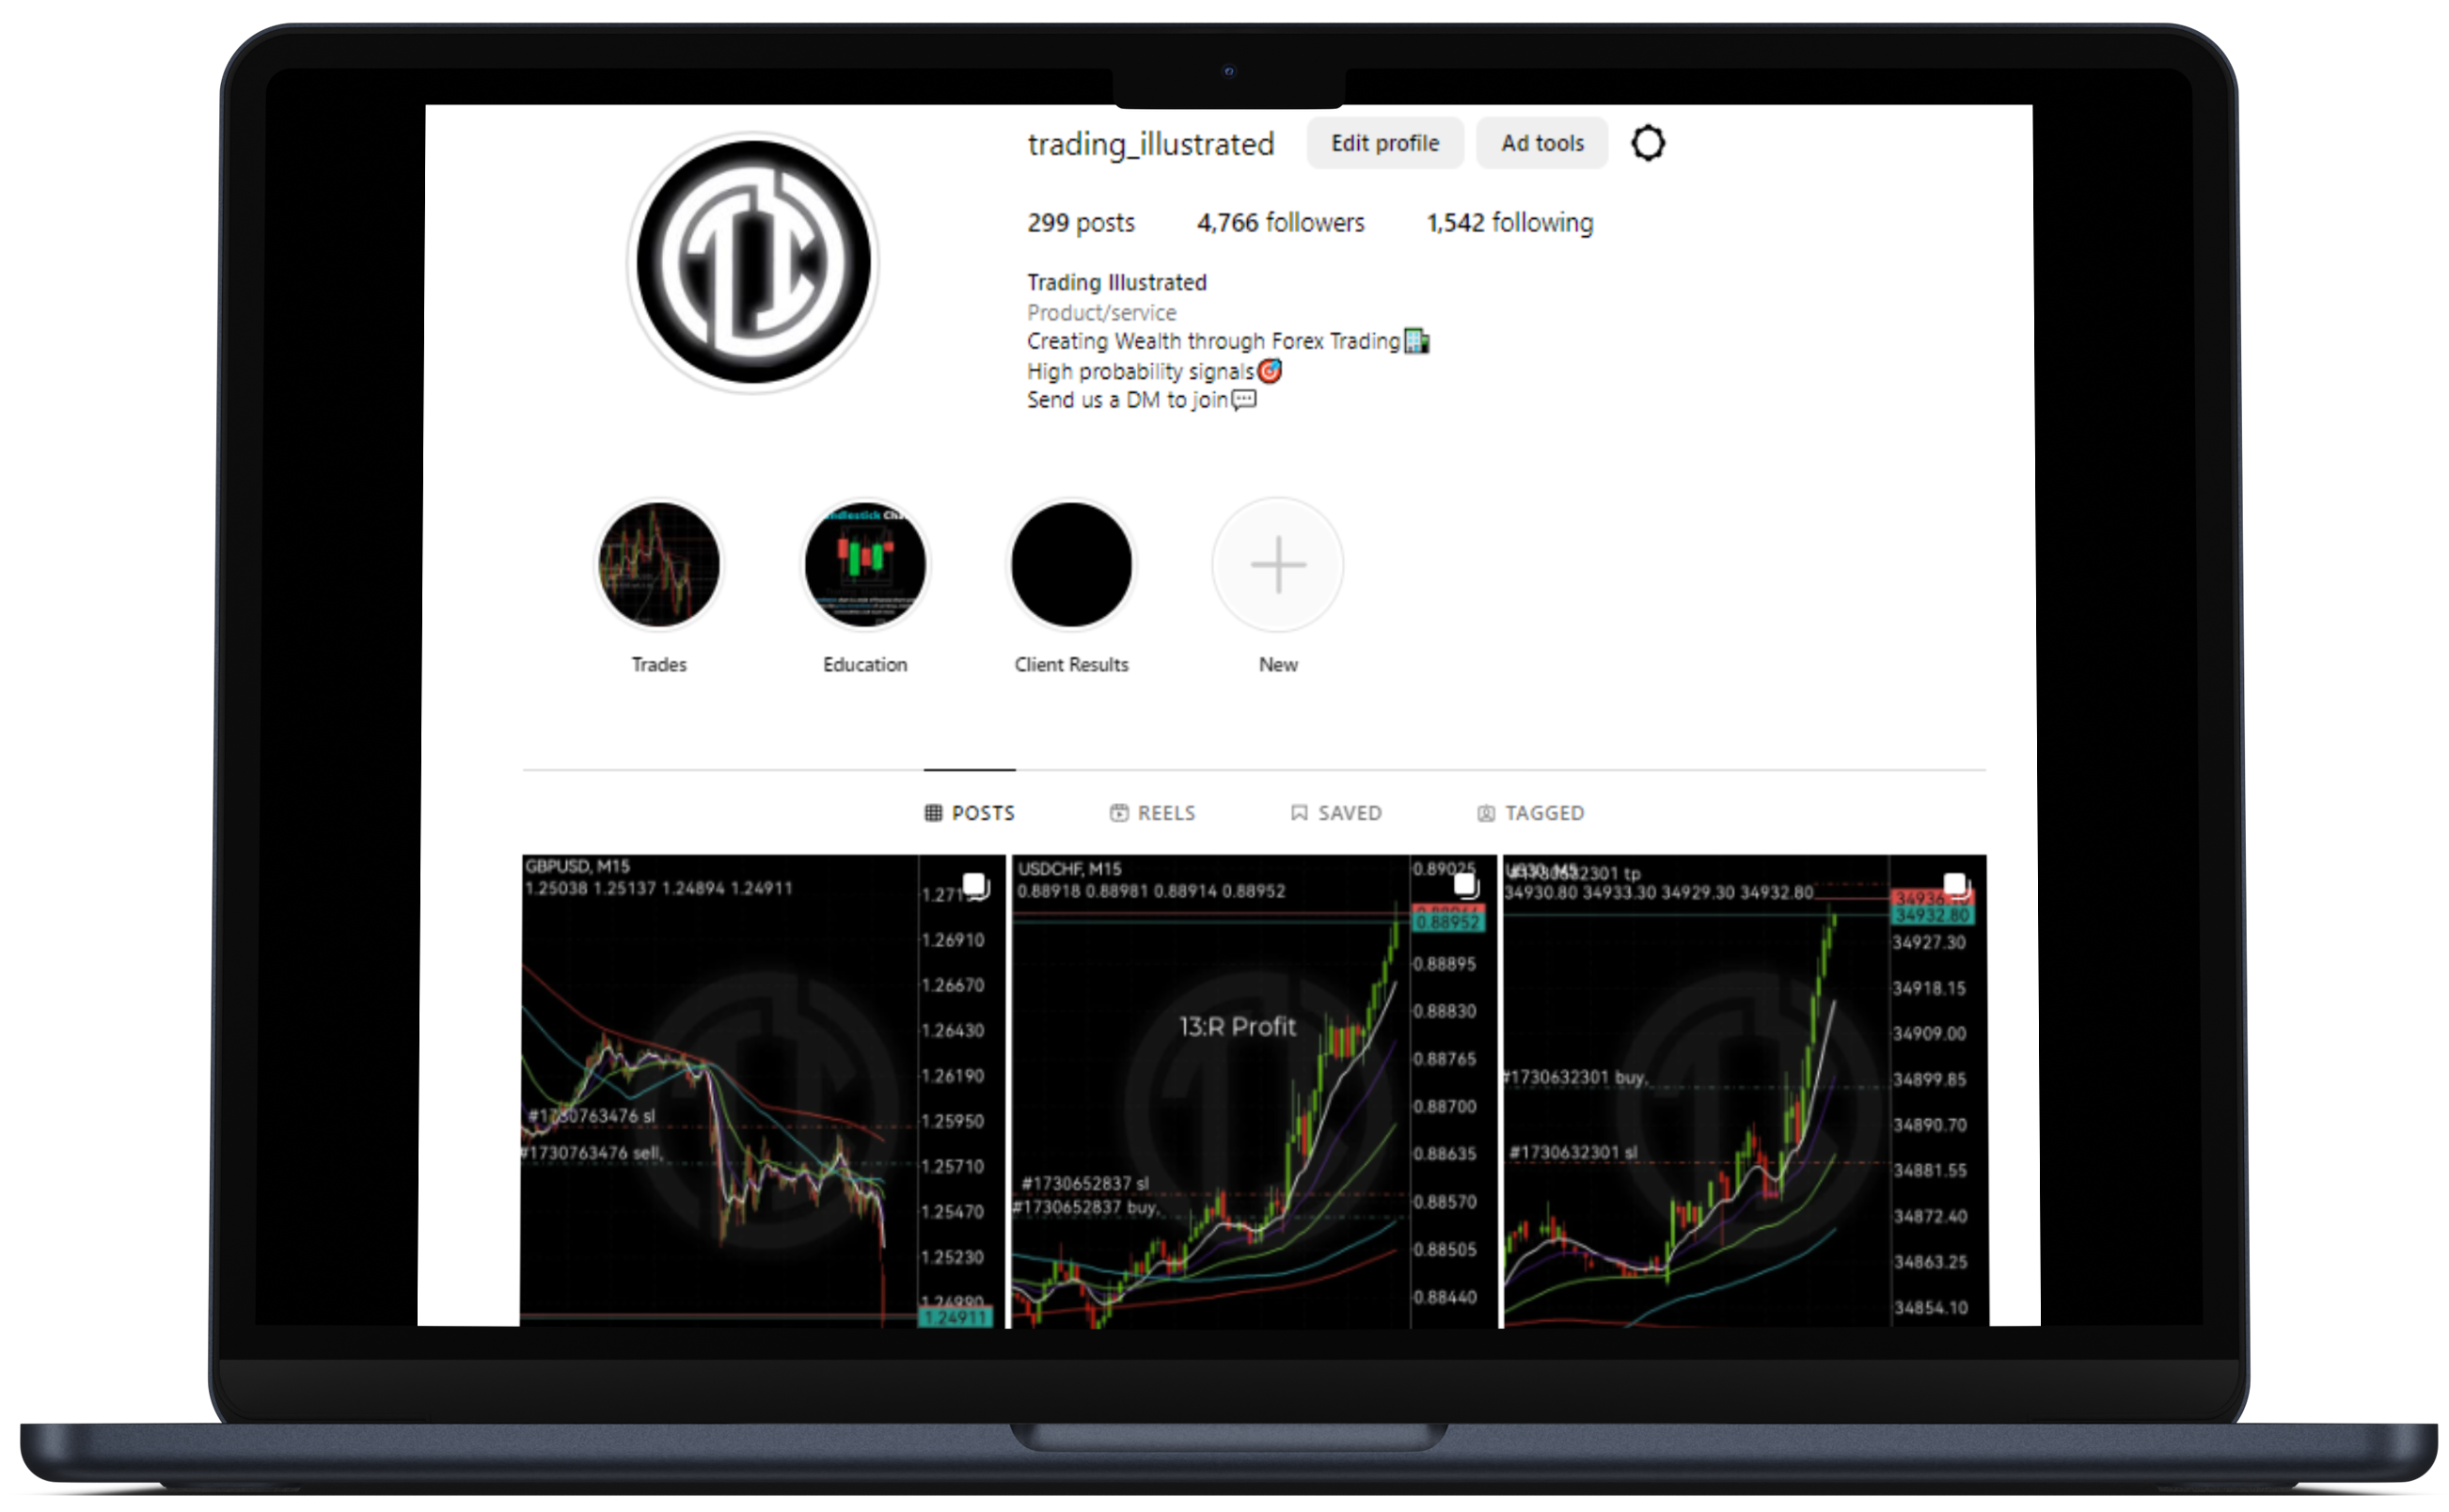 trading_illustrated Edit profile Ad tools
299 posts 4,766 followers 1,542 following
Trading Illustrated
Product/service
Creating Wealth through Forex Trading
High probability signals
Send us a DM to join
ndlestick Cha
Trades Education Client Results New
POSTS REELS SAVED TAGGED
GBPUSD, M15
1.25038 1.25137 1.24894 1.24911
1.26910
1.26670
1.26430
1.26190
1.25950
#1730763476 sl
1.25710
#1730763476 sell,
1.25470
1.25230
1.24990
1.24911
USDCHF, M15
0.88918 0.88981 0.88914 0.88952
0.89025
0.88952
0.88895
13:R Profit
0.88830
0.88765
0.88700
0.88635
#1730652837 sl
0.88570
#1730652837 buy,
0.88505
0.88440
#1730632301 tp
34930.80 34933.30 34929.30 34932.80
34932.80
34927.30
34918.15
34909.00
#1730632301 buy,
34899.85
34890.70
#1730632301 sl
34881.55
34872.40
34863.25
34854.10